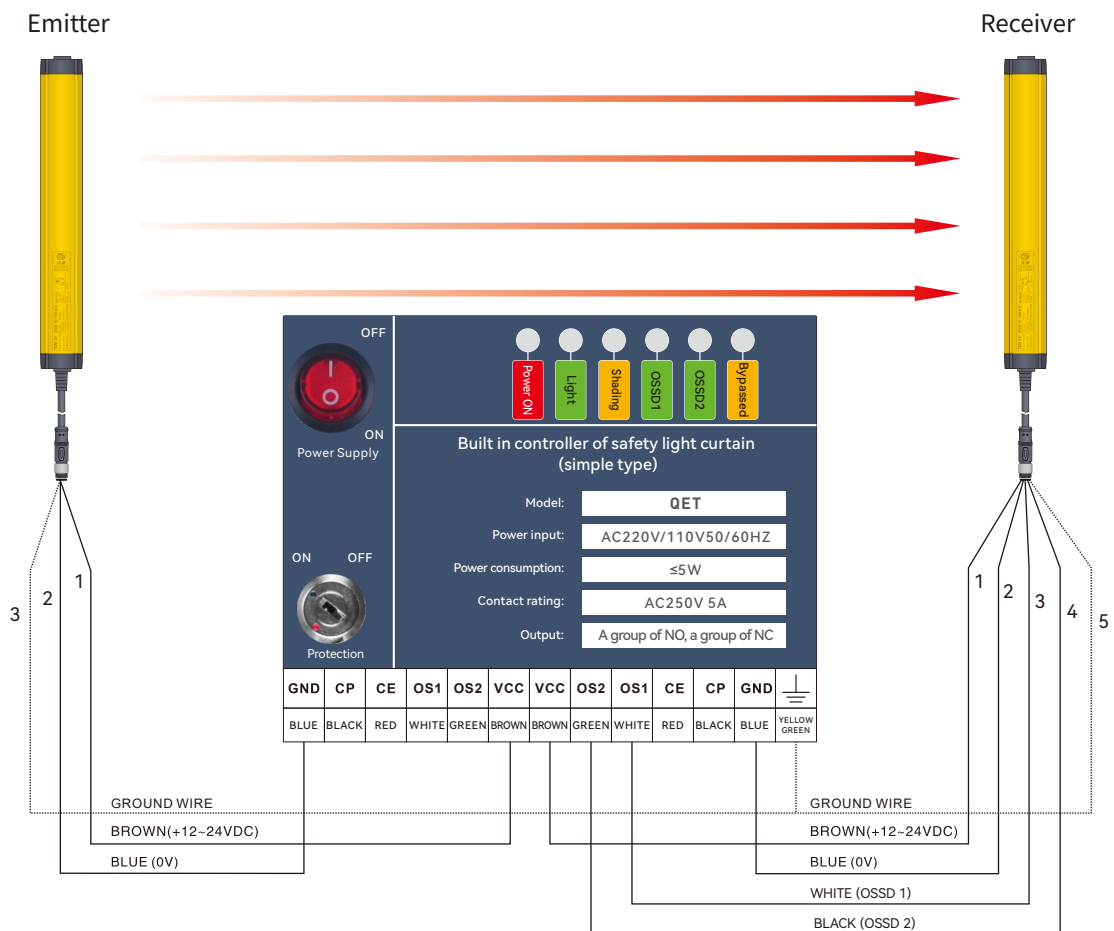 Emitter
Receiver
OFF
ON
Power Supply
Power ON
Light
Shading
OSSD1
OSSD2
Bypassed
Built in controller of safety light curtain
(simple type)
Model: QET
Power input: AC220V/110V50/60HZ
Power consumption: ≤5W
Contact rating: AC250V 5A
Output: A group of NO, a group of NC
ON OFF
Protection
3 2 1
1 2 3 4 5
GND CP CE OS1 OS2 VCC VCC OS2 OS1 CE CP GND
BLUE BLACK RED WHITE GREEN BROWN BROWN GREEN WHITE RED BLACK BLUE YELLOW GREEN
GROUND WIRE
BROWN(+12~24VDC)
BLUE (0V)
GROUND WIRE
BROWN(+12~24VDC)
BLUE (0V)
WHITE (OSSD 1)
BLACK (OSSD 2)